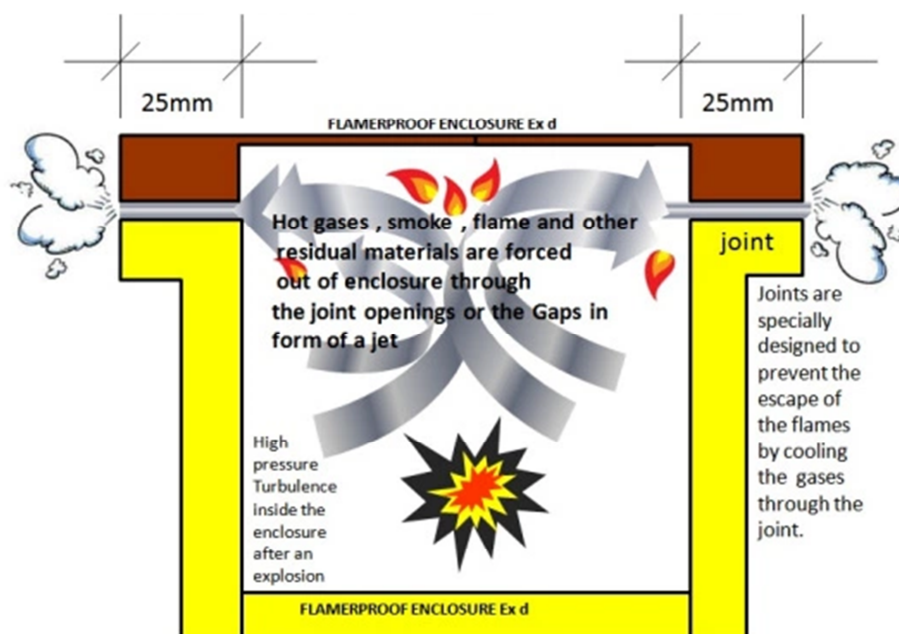 25mm
25mm
FLAMERPROOF ENCLOSURE Ex d
Hot gases , smoke , flame and other
residual materials are forced
out of enclosure through
the joint openings or the Gaps in
form of a jet
joint
Joints are
specially
designed to
prevent the
escape of
the flames
by cooling
the gases
through the
joint.
High
pressure
Turbulence
inside the
enclosure
after an
explosion
FLAMERPROOF ENCLOSURE Ex d